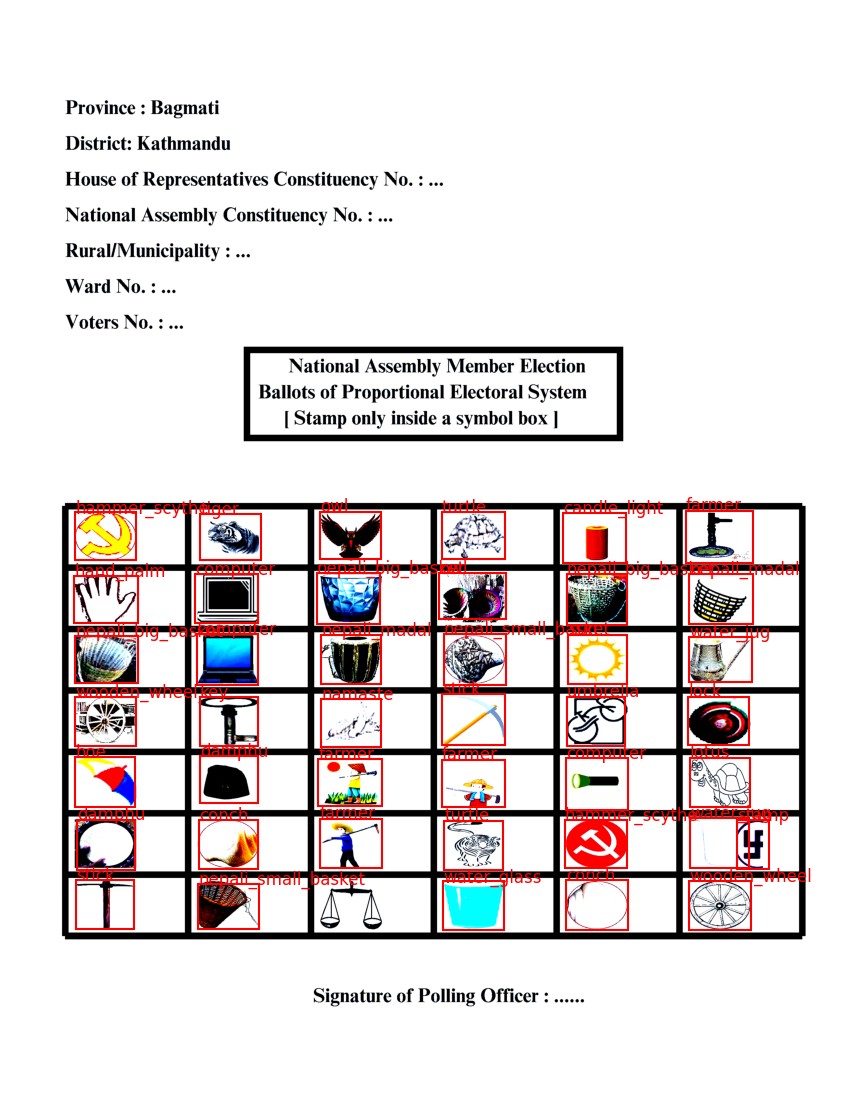 Province : Bagmati
District: Kathmandu
House of Representatives Constituency No. : ...
National Assembly Constituency No. : ...
Rural/Municipality : ...
Ward No. : ...
Voters No. : ...
National Assembly Member Election
Ballots of Proportional Electoral System
[ Stamp only inside a symbol box ]
hammer_scythe tiger owl turtle candle_light farmer
hand_palm computer nepali_big_basket nepali_big_basket nepali_madal
nepali_big_basket computer nepali_madal nepali_small_basket water_jug
wooden_wheel key namaste stick umbrella lock
hoe damphu farmer farmer computer lotus
damphu conch farmer turtle hammer_scythe
stick nepali_small_basket water_glass conch wooden_wheel
Signature of Polling Officer : ......